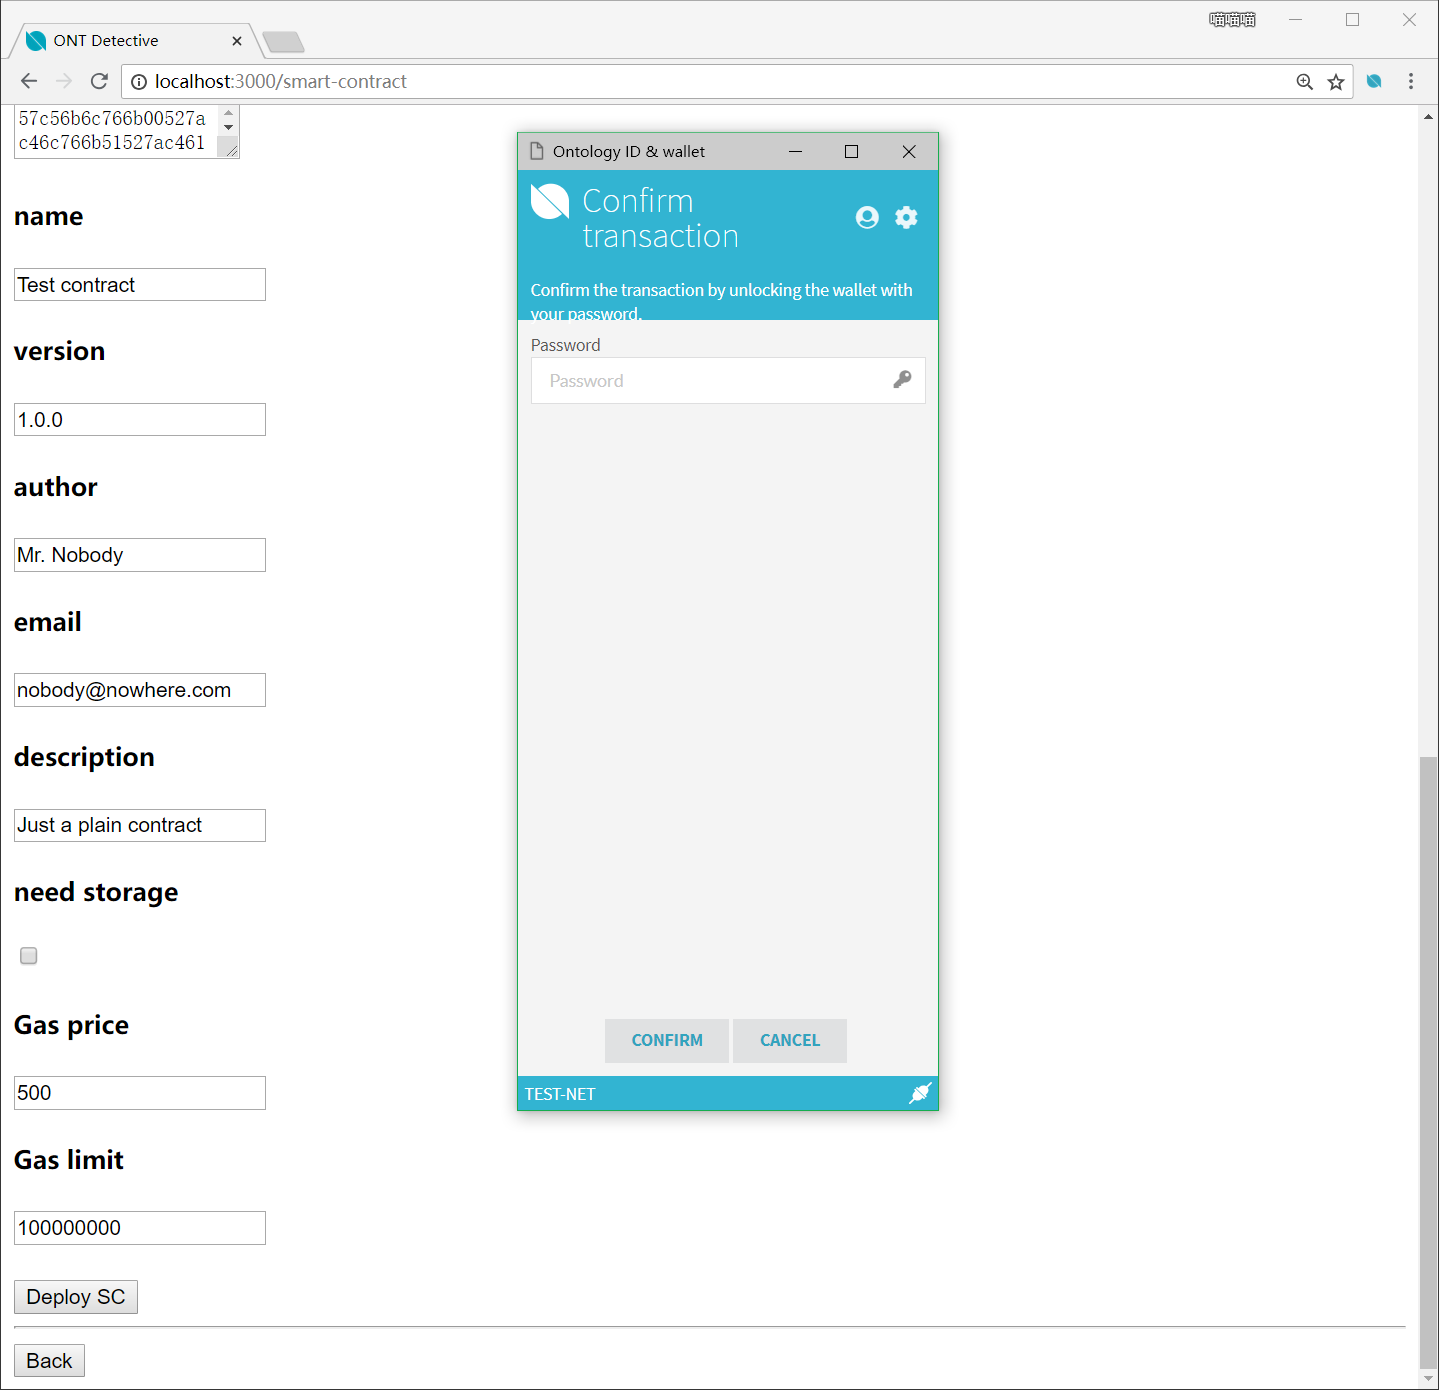 喵喵喵
ONT Detective
localhost:3000/smart-contract
57c56b6c766b00527a
c46c766b51527ac461
name
Test contract
version
1.0.0
author
Mr. Nobody
email
nobody@nowhere.com
description
Just a plain contract
need storage
Gas price
500
Gas limit
100000000
Deploy SC
Back
Ontology ID & wallet
Confirm
transaction
Confirm the transaction by unlocking the wallet with
your password.
Password
Password
CONFIRM
CANCEL
TEST-NET